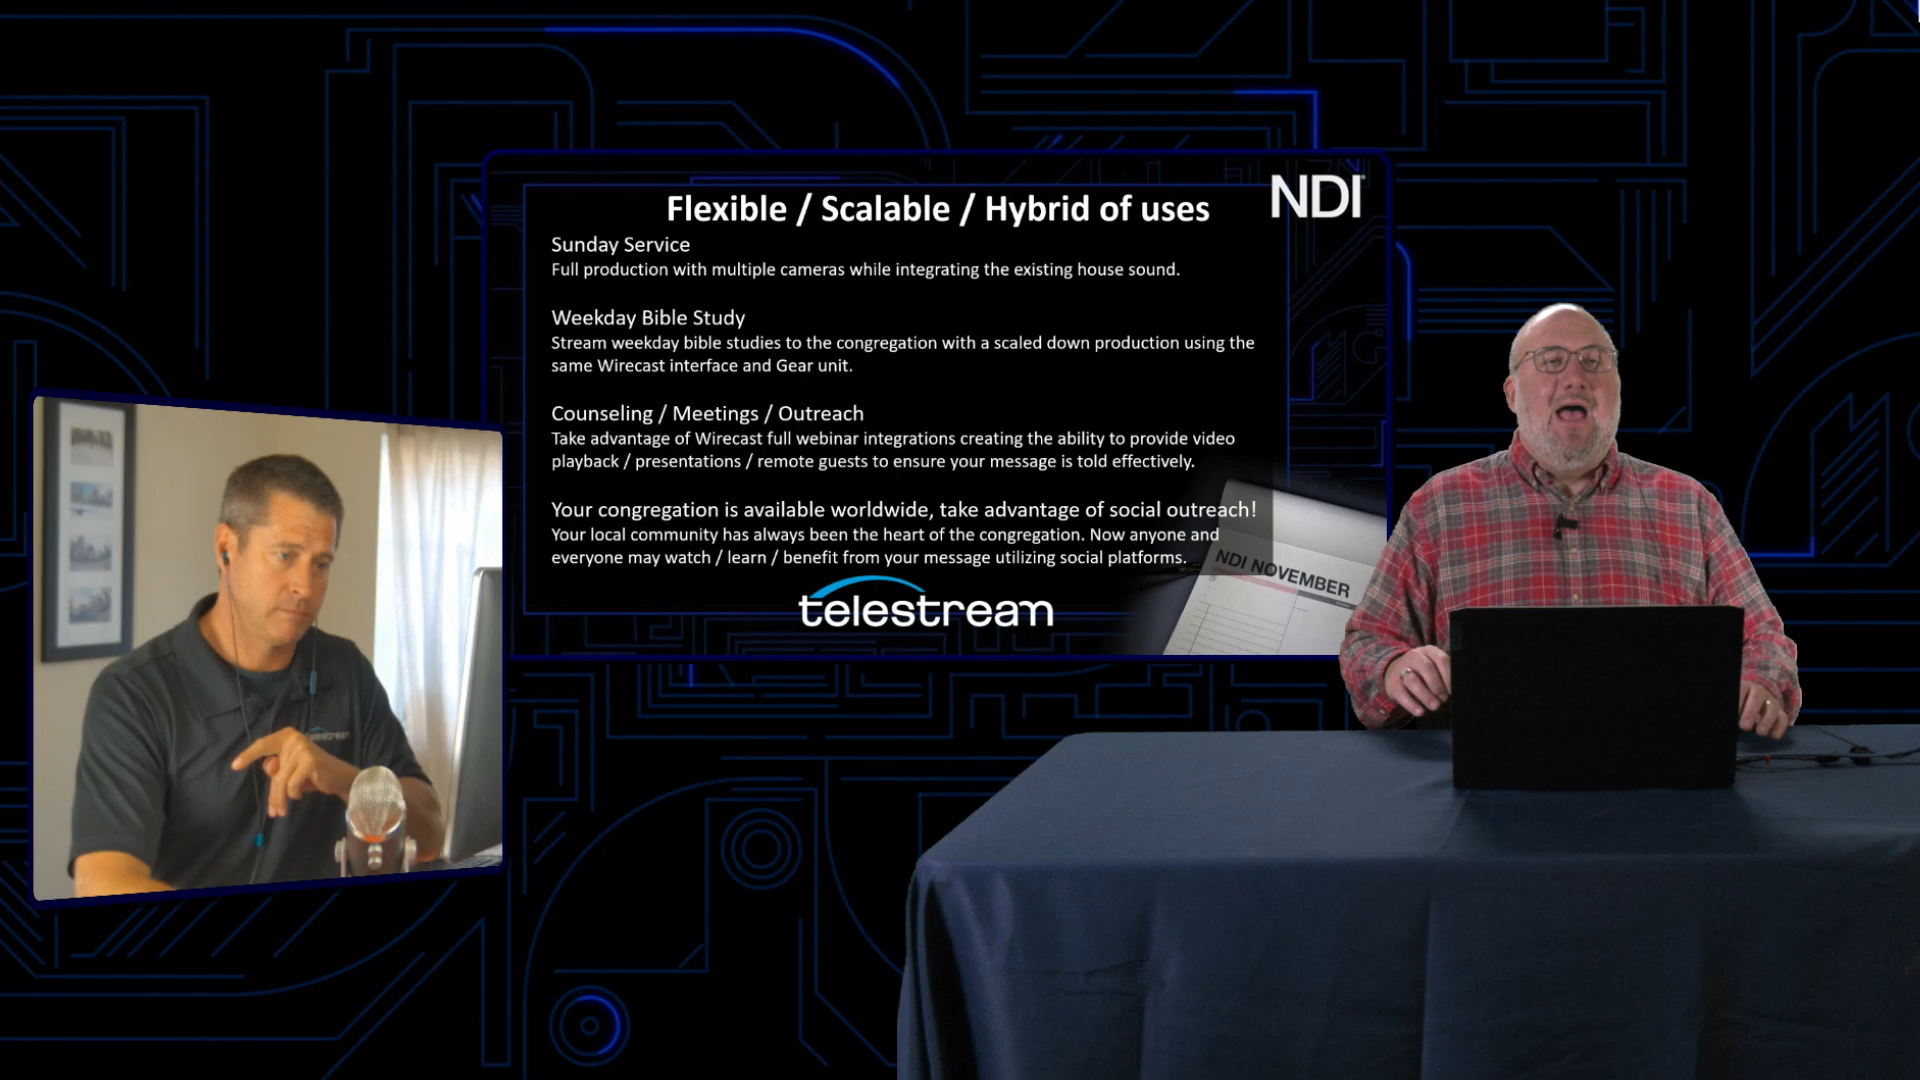 NDI
Flexible / Scalable / Hybrid of uses
Sunday Service
Full production with multiple cameras while integrating the existing house sound.
Weekday Bible Study
Stream weekday bible studies to the congregation with a scaled down production using the
same Wirecast interface and Gear unit.
Counseling / Meetings / Outreach
Take advantage of Wirecast full webinar integrations creating the ability to provide video
playback / presentations / remote guests to ensure your message is told effectively.
Your congregation is available worldwide, take advantage of social outreach!
Your local community has always been the heart of the congregation. Now anyone and
everyone may watch / learn / benefit from your message utilizing social platforms.
NDI NOVEMBER
telestream
telestream